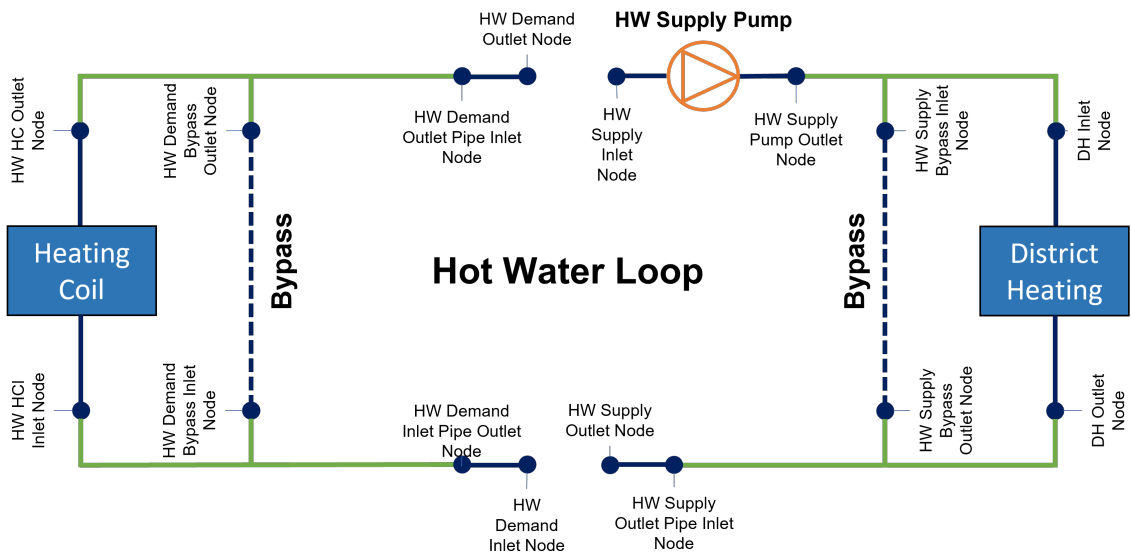 HW Demand
Outlet Node
HW Supply Pump
HW Demand
Outlet Pipe Inlet
Node
HW
Supply
Inlet
Node
HW Supply
Pump Outlet
Node
HW HC Outlet
Node
HW Demand
Bypass
Outlet Node
HW Supply
Bypass Inlet
Node
DH Inlet
Node
Heating
Coil
Bypass
Hot Water Loop
Bypass
District
Heating
HW HCI
Inlet Node
HW Demand
Bypass Inlet
Node
HW Demand
Inlet Pipe Outlet
Node
HW Supply
Outlet Node
HW Supply
Bypass
Outlet Node
DH Outlet
Node
HW
Demand
Inlet Node
HW Supply
Outlet Pipe Inlet
Node